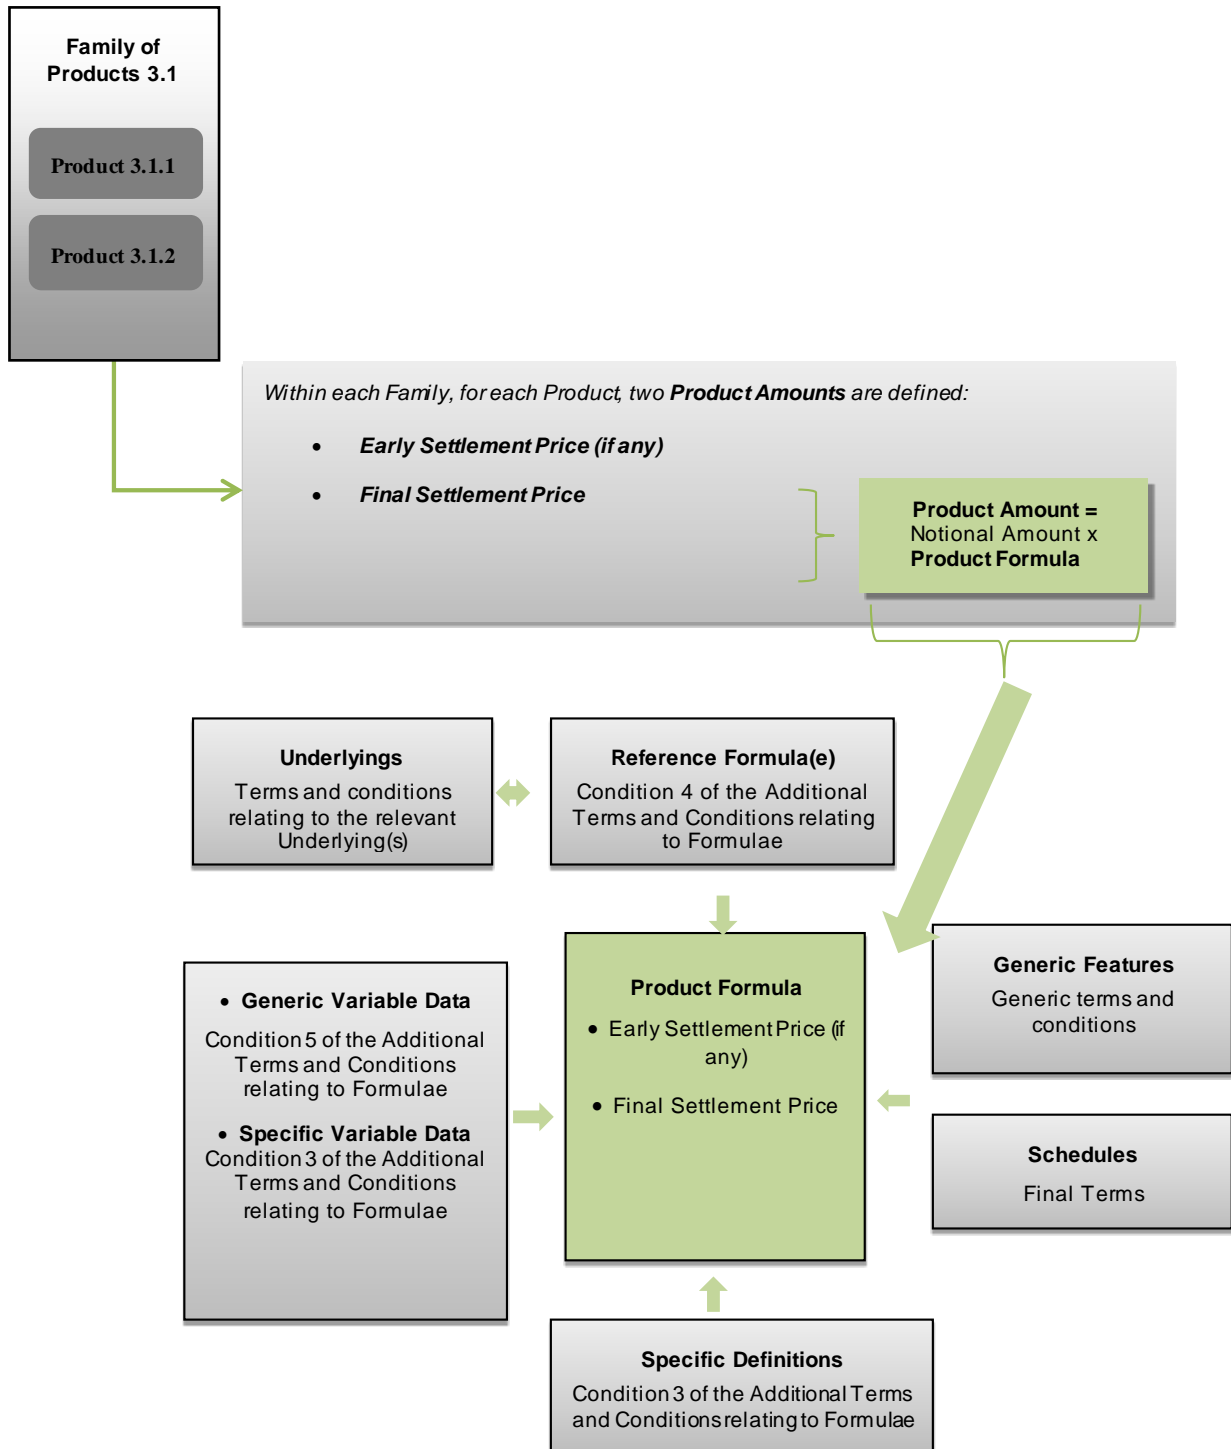 Family of
Products 3.1
Product 3.1.1
Product 3.1.2
Within each Family, for each Product, two Product Amounts are defined:
• Early Settlement Price (if any)
• Final Settlement Price
Product Amount =
Notional Amount x
Product Formula
Underlyings
Terms and conditions
relating to the relevant
Underlying(s)
Reference Formula(e)
Condition 4 of the Additional
Terms and Conditions relating
to Formulae
• Generic Variable Data
Condition 5 of the Additional
Terms and Conditions
relating to Formulae
• Specific Variable Data
Condition 3 of the Additional
Terms and Conditions
relating to Formulae
Product Formula
• Early Settlement Price (if
any)
• Final Settlement Price
Generic Features
Generic terms and
conditions
Schedules
Final Terms
Specific Definitions
Condition 3 of the Additional Terms
and Conditions relating to Formulae